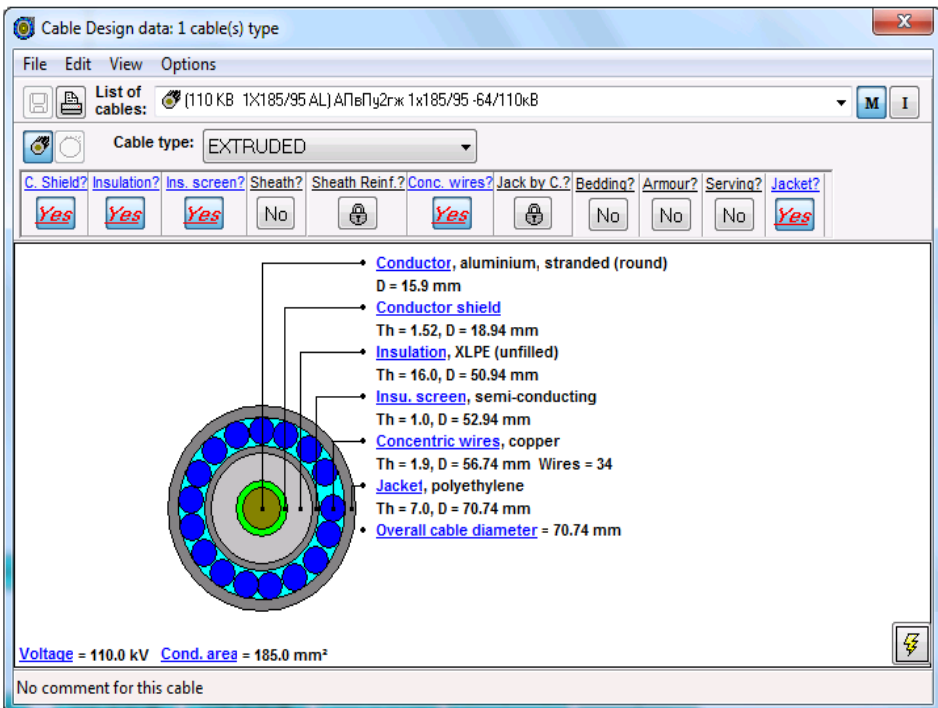 Cable Design data: 1 cable(s) type
x
File Edit View Options
List of cables: (110 KB 1X185/95 AL) АПвПу2гж 1х185/95 -64/110кВ
M I
Cable type: EXTRUDED
C. Shield? Insulation? Ins. screen? Sheath? Sheath Reinf.? Conc. wires? Jack by C.? Bedding? Armour? Serving? Jacket?
Yes Yes Yes No Yes No No No Yes
Conductor, aluminium, stranded (round)
D = 15.9 mm
Conductor shield
Th = 1.52, D = 18.94 mm
Insulation, XLPE (unfilled)
Th = 16.0, D = 50.94 mm
Insu. screen, semi-conducting
Th = 1.0, D = 52.94 mm
Concentric wires, copper
Th = 1.9, D = 56.74 mm Wires = 34
Jacket, polyethylene
Th = 7.0, D = 70.74 mm
Overall cable diameter = 70.74 mm
Voltage = 110.0 kV Cond. area = 185.0 mm²
No comment for this cable